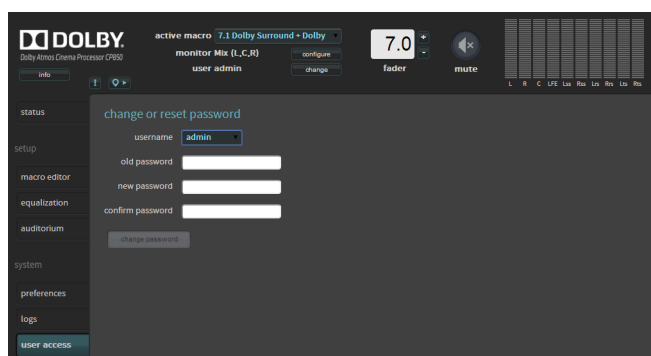 DOLBY.
Dolby Atmos Cinema Processor CP850
info
active macro 7.1 Dolby Surround + Dolby
monitor Mix (L,C,R) configure
user admin change
7.0 + -
fader
mute
L R C LFE Lss Rss Lrs Rrs Lts Rts
status
setup
macro editor
equalization
auditorium
system
preferences
logs
user access
change or reset password
username admin
old password
new password
confirm password
change password